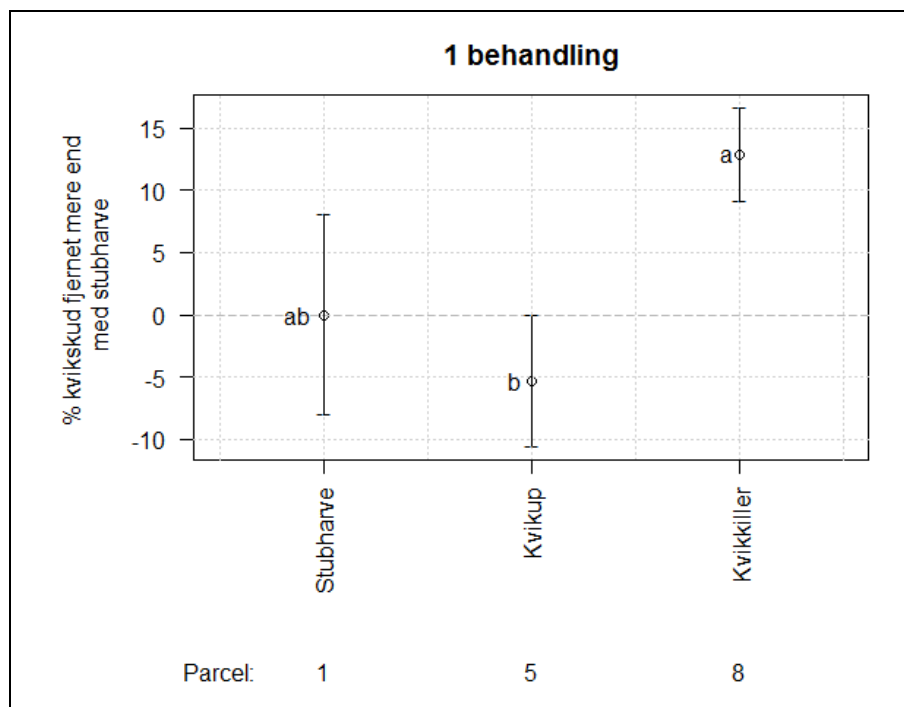 1 behandling
% kvikskud fjernet mere end
med stubharve
15
10
5
0
-5
-10
ab
b
a
Stubharve
Kvikup
Kvikkiller
Parcel: 1 5 8